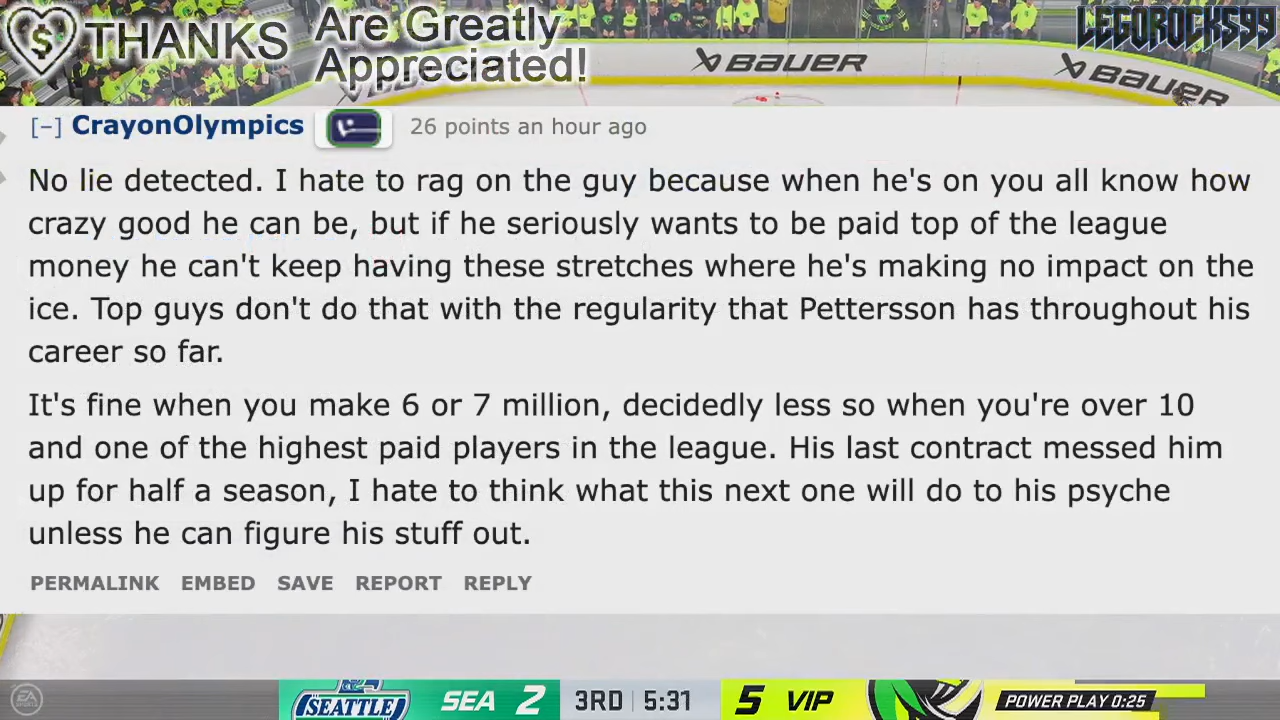 THANKS Are Greatly Appreciated!
LEGOROCKS99
BAUER
BAUER
[–] CrayonOlympics 26 points an hour ago
No lie detected. I hate to rag on the guy because when he's on you all know how
crazy good he can be, but if he seriously wants to be paid top of the league
money he can't keep having these stretches where he's making no impact on the
ice. Top guys don't do that with the regularity that Pettersson has throughout his
career so far.
It's fine when you make 6 or 7 million, decidedly less so when you're over 10
and one of the highest paid players in the league. His last contract messed him
up for half a season, I hate to think what this next one will do to his psyche
unless he can figure his stuff out.
PERMALINK EMBED SAVE REPORT REPLY
EA SPORTS
SEATTLE SEA 2 3RD 5:31 5 VIP POWER PLAY 0:25